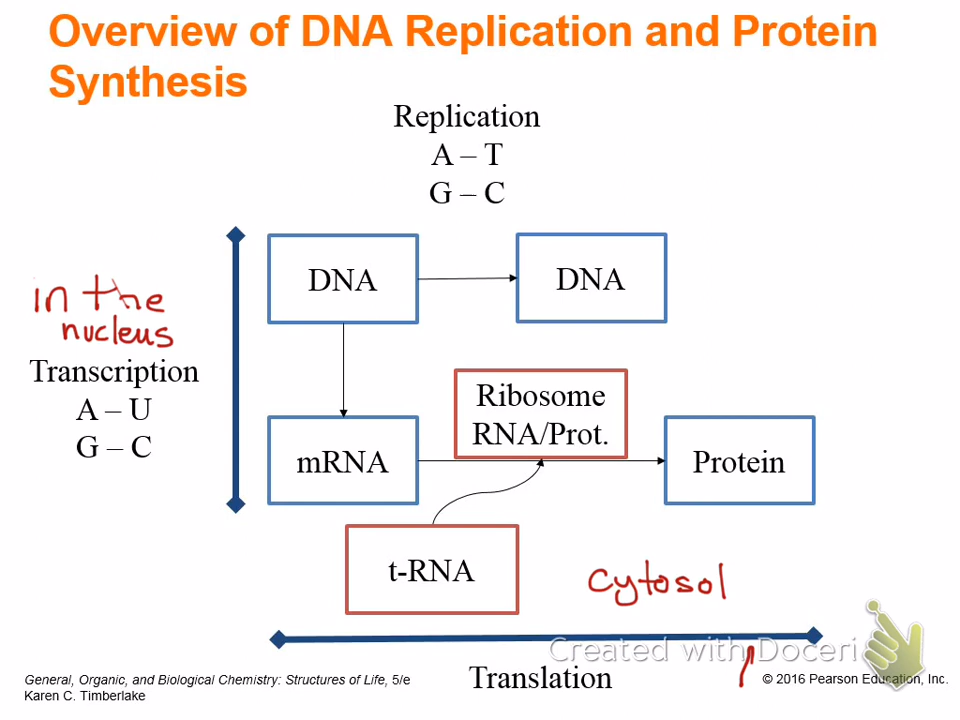 Overview of DNA Replication and Protein
Synthesis
Replication
A – T
G – C
DNA
DNA
in the
nucleus
Transcription
A – U
G – C
Ribosome
RNA/Prot.
mRNA
Protein
t-RNA
cytosol
Created with Doceri
Translation
General, Organic, and Biological Chemistry: Structures of Life, 5/e
Karen C. Timberlake
© 2016 Pearson Education, Inc.